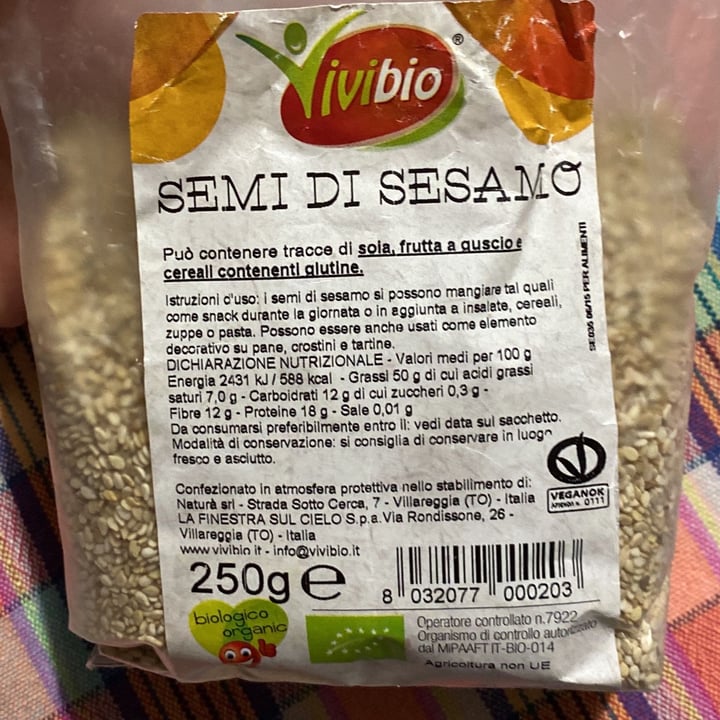 Vivibio ®
SEMI DI SESAMO
Può contenere tracce di soia, frutta a guscio e
cereali contenenti glutine.
Istruzioni d'uso: i semi di sesamo si possono mangiare tal quali
come snack durante la giornata o in aggiunta a insalate, cereali,
zuppe o pasta. Possono essere anche usati come elemento
decorativo su pane, crostini e tartine.
DICHIARAZIONE NUTRIZIONALE - Valori medi per 100 g
Energia 2431 kJ / 588 kcal - Grassi 50 g di cui acidi grassi
saturi 7,0 g - Carboidrati 12 g di cui zuccheri 0,3 g -
Fibre 12 g - Proteine 18 g - Sale 0,01 g
Da consumarsi preferibilmente entro il: vedi data sul sacchetto.
Modalità di conservazione: si consiglia di conservare in luogo
fresco e asciutto.
SE035 06/15 PER ALIMENTI
Confezionato in atmosfera protettiva nello stabilimento di:
Naturà srl - Strada Sotto Cerca, 7 - Villareggia (TO) - Italia
LA FINESTRA SUL CIELO S.p.a. Via Rondissone, 26 -
Villareggia (TO) - Italia
www.vivibio.it - info@vivibio.it
VEGANOK
AZIENDA N. 0111
250g e
8 032077 000203
biologico
organic
Operatore controllato n.7922
Organismo di controllo autorizzato
dal MiPAAFT IT-BIO-014
Agricoltura non UE